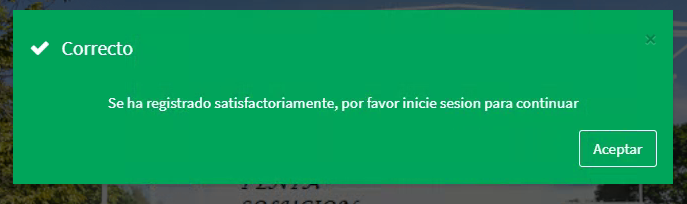 Correcto
×
Se ha registrado satisfactoriamente, por favor inicie sesion para continuar
Aceptar